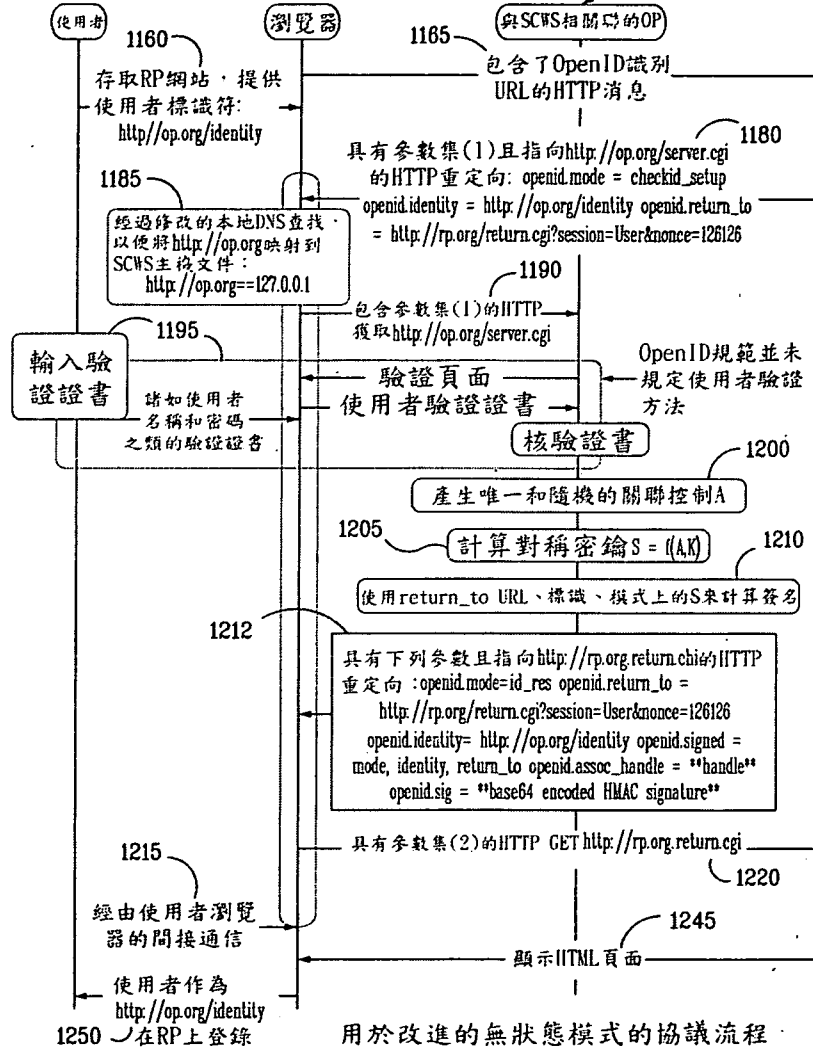 使用者
瀏覽器
與SCWS相關聯的OP
1160
存取RP網站，提供
使用者標識符：
http//op.org/identity
1165
包含了OpenID識別
URL的HTTP消息
1180
具有參數集(1)且指向http://op.org/server.cgi
的HTTP重定向: openid.mode = checkid_setup
openid.identity = http://op.org/identity openid.return_to
= http://rp.org/return.cgi?session=User&nonce=126126
1185
經過修改的本地DNS查找，
以便將http://op.org映射到
SCWS主機文件：
http://op.org==127.0.0.1
1190
包含參數集(1)的HTTP
獲取http://op.org/server.cgi
1195
輸入驗
證證書
驗證頁面
諸如使用者
名稱和密碼
之類的驗證證書
使用者驗證證書
OpenID規範並未
規定使用者驗證
方法
核驗證書
1200
產生唯一和隨機的關聯控制A
1205
計算對稱密鑰S = f(A,K)
1210
使用return_to URL、標識、模式上的S來計算簽名
1212
具有下列參數且指向http://rp.org.return.chi的HTTP
重定向：openid.mode=id_res openid.return_to =
http://rp.org/return.cgi?session=User&nonce=126126
openid.identity= http://op.org/identity openid.signed =
mode, identity, return_to openid.assoc_handle = **handle**
openid.sig = **base64 encoded HMAC signature**
具有參數集(2)的HTTP GET http://rp.org.return.cgi
1220
1215
經由使用者瀏覽
器的間接通信
1245
顯示HTML頁面
使用者作為
http://op.org/identity
1250
在RP上登錄
用於改進的無狀態模式的協議流程